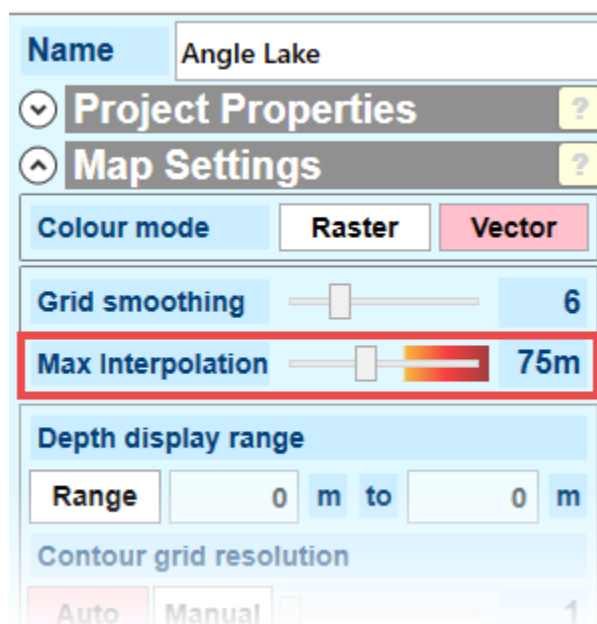 Name Angle Lake
Project Properties ?
Map Settings ?
Colour mode Raster Vector
Grid smoothing 6
Max Interpolation 75m
Depth display range
Range 0 m to 0 m
Contour grid resolution
Auto Manual 1